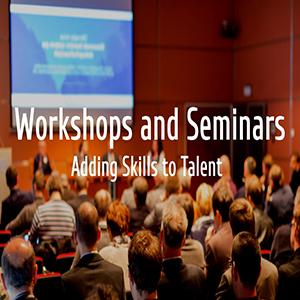 Workshops and Seminars
Adding Skills to Talent